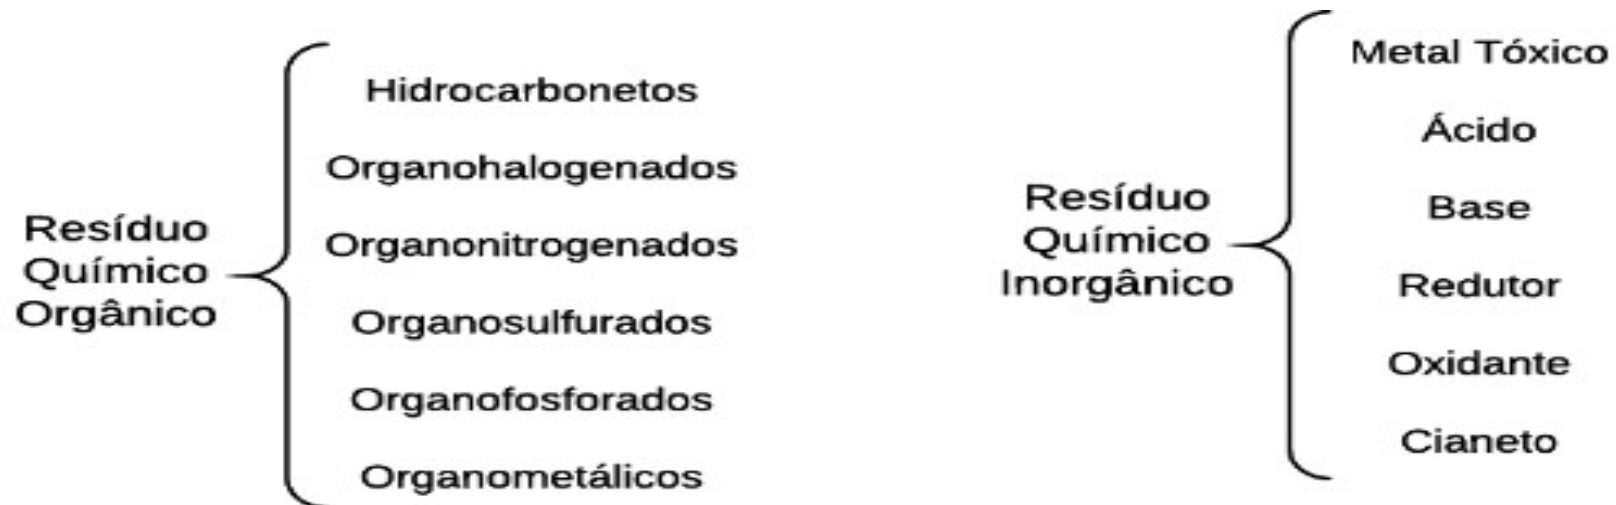 Resíduo
Químico
Orgânico
Hidrocarbonetos
Organohalogenados
Organonitrogenados
Organosulfurados
Organofosforados
Organometálicos
Resíduo
Químico
Inorgânico
Metal Tóxico
Ácido
Base
Redutor
Oxidante
Cianeto